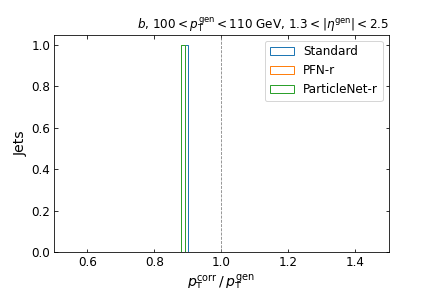 b, 100 < p_T^gen < 110 GeV, 1.3 < |η^gen| < 2.5
Standard
PFN-r
ParticleNet-r
Jets
1.0
0.8
0.6
0.4
0.2
0.0
0.6 0.8 1.0 1.2 1.4
p_T^corr / p_T^gen